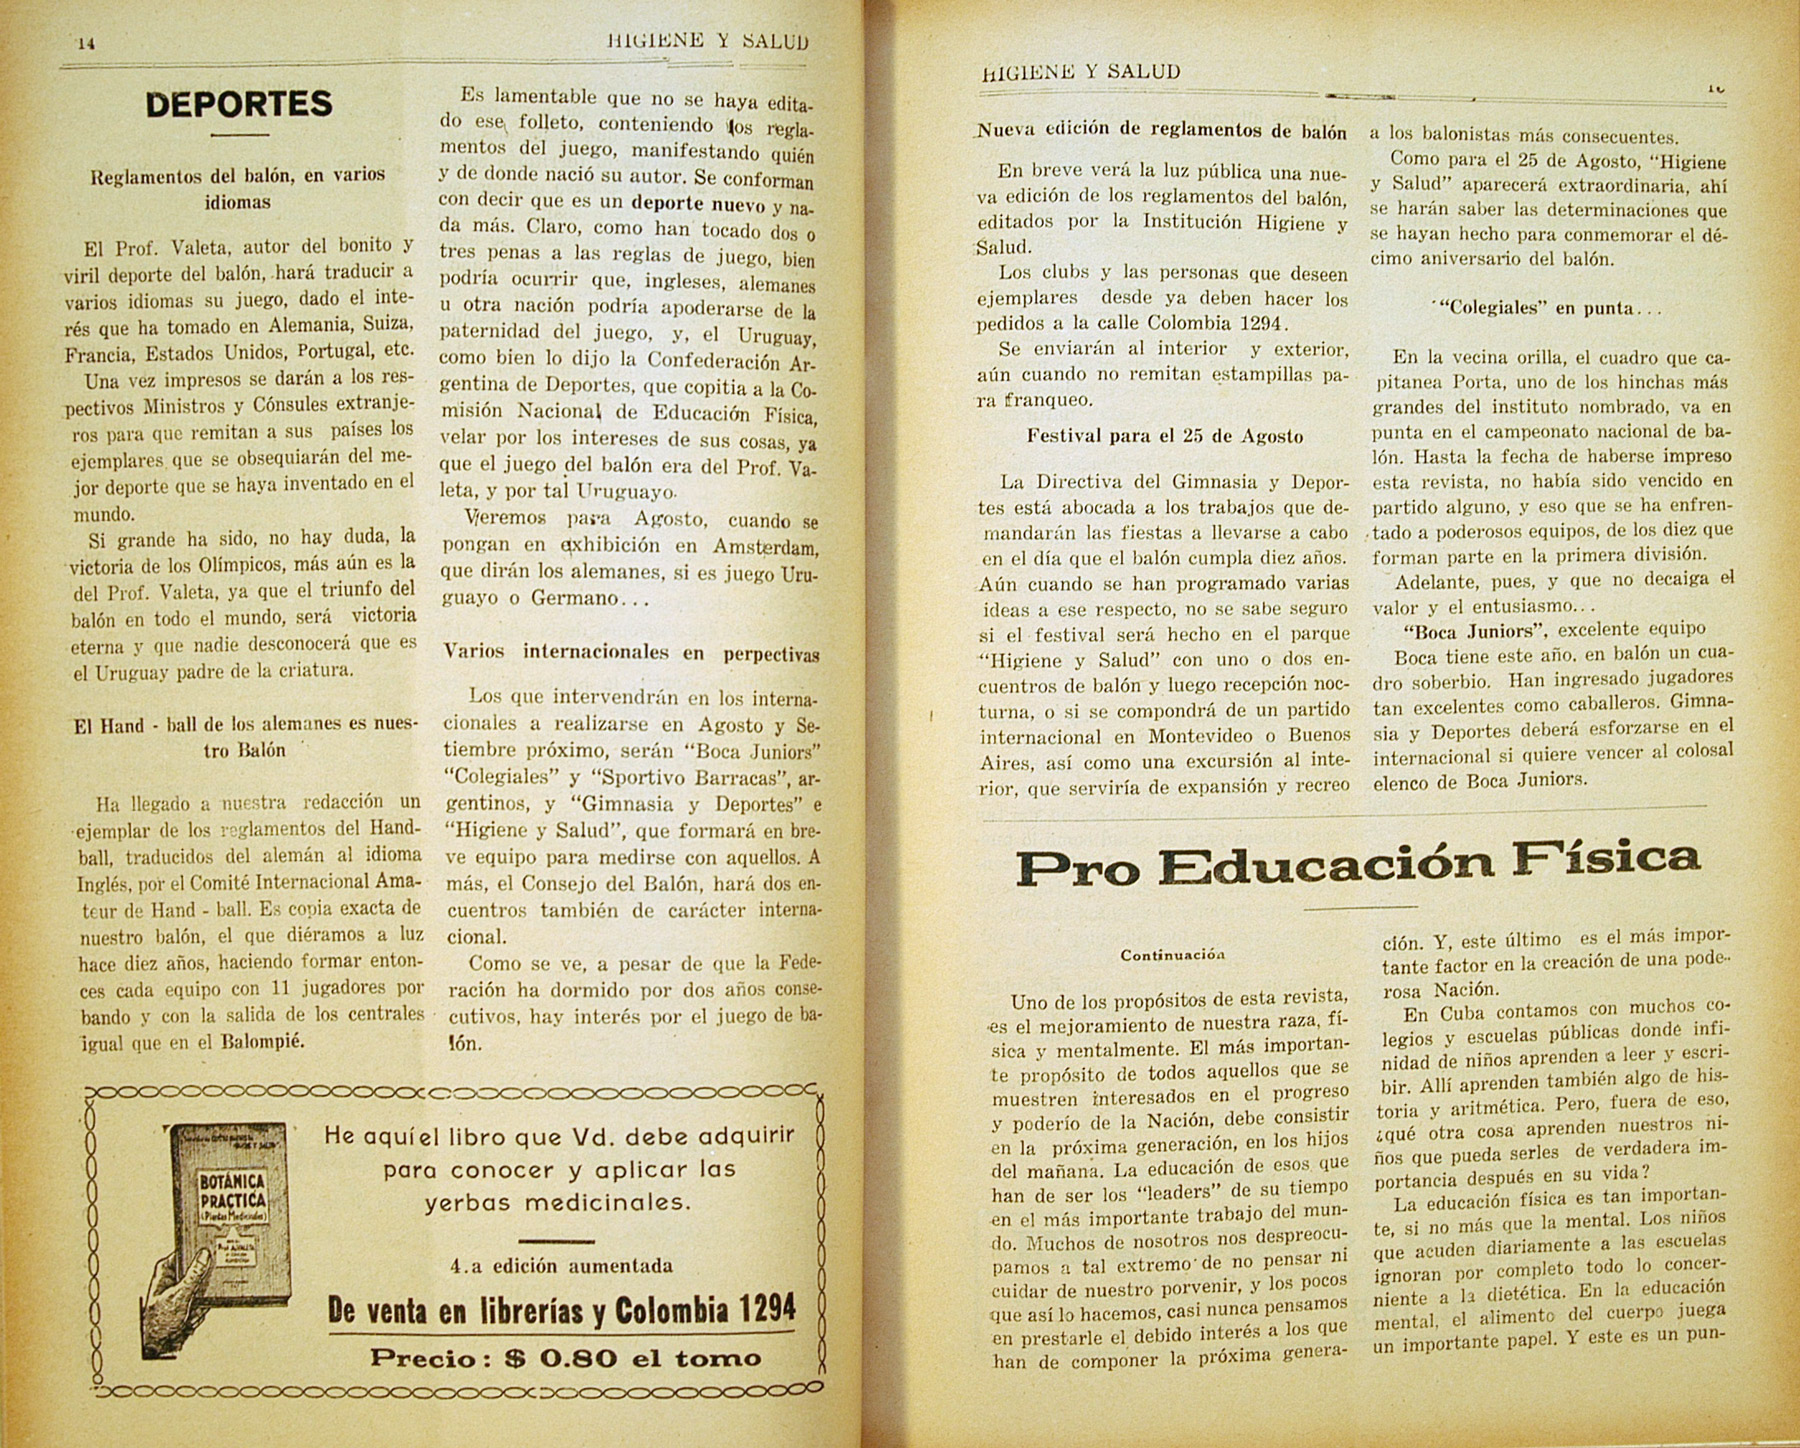 14
HIGIENE Y SALUD
DEPORTES
Reglamentos del balón, en varios
idiomas
El Prof. Valeta, autor del bonito y
viril deporte del balón, hará traducir a
varios idiomas su juego, dado el inte-
rés que ha tomado en Alemania, Suiza,
Francia, Estados Unidos, Portugal, etc.
Una vez impresos se darán a los res-
pectivos Ministros y Cónsules extranje-
ros para que remitan a sus países los
ejemplares que se obsequiarán del me-
jor deporte que se haya inventado en el
mundo.
Si grande ha sido, no hay duda, la
victoria de los Olímpicos, más aún es la
del Prof. Valeta, ya que el triunfo del
balón en todo el mundo, será victoria
eterna y que nadie desconocerá que es
el Uruguay padre de la criatura.
El Hand - ball de los alemanes es nues-
tro Balón
Ha llegado a nuestra redacción un
ejemplar de los reglamentos del Hand-
ball, traducidos del alemán al idioma
Inglés, por el Comité Internacional Ama-
teur de Hand - ball. Es copia exacta de
nuestro balón, el que diéramos a luz
hace diez años, haciendo formar enton-
ces cada equipo con 11 jugadores por
bando y con la salida de los centrales
igual que en el Balompié.
Es lamentable que no se haya edita-
do ese folleto, conteniendo los regla-
mentos del juego, manifestando quién
y de donde nació su autor. Se conforman
con decir que es un deporte nuevo y na-
da más. Claro, como han tocado dos o
tres penas a las reglas de juego, bien
podría ocurrir que, ingleses, alemanes
u otra nación podría apoderarse de la
paternidad del juego, y, el Uruguay,
como bien lo dijo la Confederación Ar-
gentina de Deportes, que copitia a la Co-
misión Nacional de Educación Física,
velar por los intereses de sus cosas, ya
que el juego del balón era del Prof. Va-
leta, y por tal Uruguayo.
Veremos para Agosto, cuando se
pongan en exhibición en Amsterdam,
que dirán los alemanes, si es juego Uru-
guayo o Germano...
Varios internacionales en perpectivas
Los que intervendrán en los interna-
cionales a realizarse en Agosto y Se-
tiembre próximo, serán "Boca Juniors"
"Colegiales" y "Sportivo Barracas", ar-
gentinos, y "Gimnasia y Deportes" e
"Higiene y Salud", que formará en bre-
ve equipo para medirse con aquellos. A
más, el Consejo del Balón, hará dos en-
cuentros también de carácter interna-
cional.
Como se ve, a pesar de que la Fede-
ración ha dormido por dos años conse-
cutivos, hay interés por el juego de ba-
lón.
BOTÁNICA
PRACTICA
(Plantas Medicinales)
He aquí el libro que Vd. debe adquirir
para conocer y aplicar las
yerbas medicinales.
4.a edición aumentada
De venta en librerías y Colombia 1294
Precio: $ 0.80 el tomo
HIGIENE Y SALUD
Nueva edición de reglamentos de balón
En breve verá la luz pública una nue-
va edición de los reglamentos del balón,
editados por la Institución Higiene y
Salud.
Los clubs y las personas que deseen
ejemplares desde ya deben hacer los
pedidos a la calle Colombia 1294.
Se enviarán al interior y exterior,
aún cuando no remitan estampillas pa-
ra franqueo.
Festival para el 25 de Agosto
La Directiva del Gimnasia y Depor-
tes está abocada a los trabajos que de-
mandarán las fiestas a llevarse a cabo
en el día que el balón cumpla diez años.
Aún cuando se han programado varias
ideas a ese respecto, no se sabe seguro
si el festival será hecho en el parque
"Higiene y Salud" con uno o dos en-
cuentros de balón y luego recepción noc-
turna, o si se compondrá de un partido
internacional en Montevideo o Buenos
Aires, así como una excursión al inte-
rior, que serviría de expansión y recreo
a los balonistas más consecuentes.
Como para el 25 de Agosto, "Higiene
y Salud" aparecerá extraordinaria, ahí
se harán saber las determinaciones que
se hayan hecho para conmemorar el dé-
cimo aniversario del balón.
"Colegiales" en punta...
En la vecina orilla, el cuadro que ca-
pitanea Porta, uno de los hinchas más
grandes del instituto nombrado, va en
punta en el campeonato nacional de ba-
lón. Hasta la fecha de haberse impreso
esta revista, no había sido vencido en
partido alguno, y eso que se ha enfren-
tado a poderosos equipos, de los diez que
forman parte en la primera división.
Adelante, pues, y que no decaiga el
valor y el entusiasmo...
"Boca Juniors", excelente equipo
Boca tiene este año, en balón un cua-
dro soberbio. Han ingresado jugadores
tan excelentes como caballeros. Gimna-
sia y Deportes deberá esforzarse en el
internacional si quiere vencer al colosal
elenco de Boca Juniors.
Pro Educación Física
Continuación
Uno de los propósitos de esta revista,
es el mejoramiento de nuestra raza, fí-
sica y mentalmente. El más importan-
te propósito de todos aquellos que se
muestren interesados en el progreso
y poderío de la Nación, debe consistir
en la próxima generación, en los hijos
del mañana. La educación de esos que
han de ser los "leaders" de su tiempo
en el más importante trabajo del mun-
do. Muchos de nosotros nos despreocu-
pamos a tal extremo de no pensar ni
cuidar de nuestro porvenir, y los pocos
que así lo hacemos, casi nunca pensamos
en prestarle el debido interés a los que
han de componer la próxima genera-
ción. Y, este último es el más impor-
tante factor en la creación de una pode-
rosa Nación.
En Cuba contamos con muchos co-
legios y escuelas públicas donde infi-
nidad de niños aprenden a leer y escri-
bir. Allí aprenden también algo de his-
toria y aritmética. Pero, fuera de eso,
¿qué otra cosa aprenden nuestros ni-
ños que pueda serles de verdadera im-
portancia después en su vida?
La educación física es tan importan-
te, si no más que la mental. Los niños
que acuden diariamente a las escuelas
ignoran por completo todo lo concer-
niente a la dietética. En la educación
mental, el alimento del cuerpo juega
un importante papel. Y este es un pun-